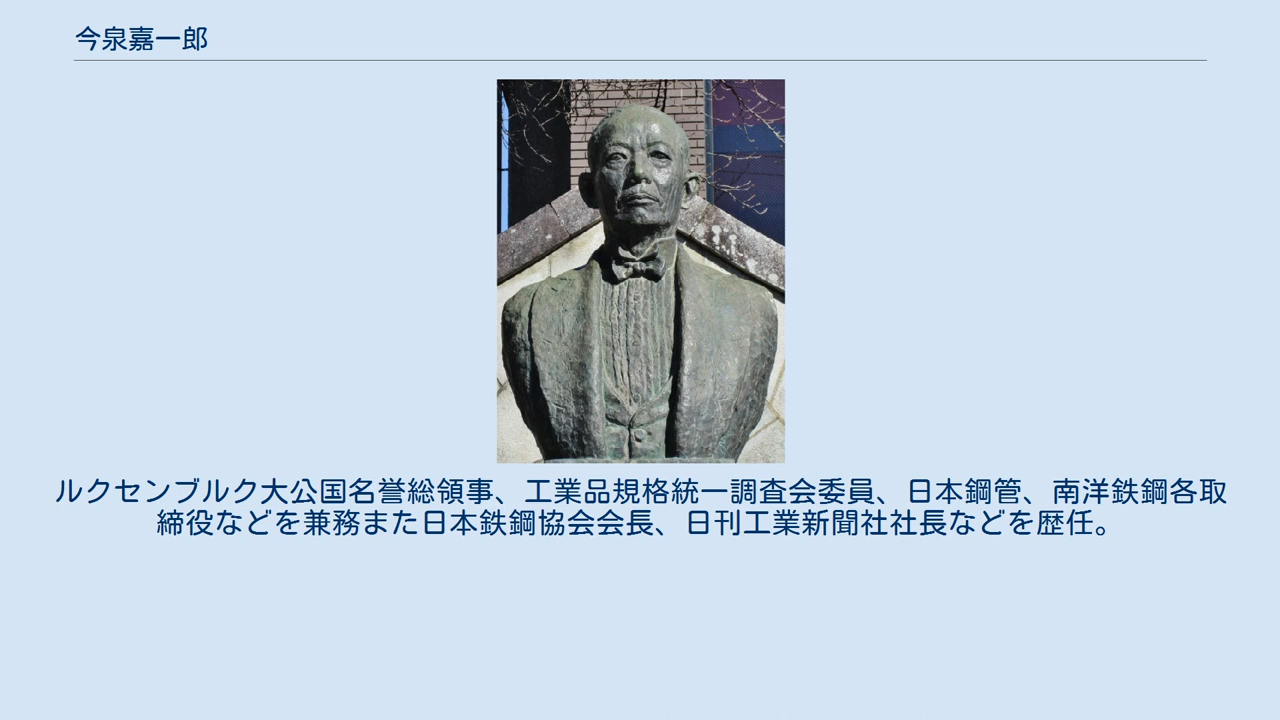 今泉嘉一郎
ルクセンブルク大公国名誉総領事、工業品規格統一調査会委員、日本鋼管、南洋鉄鋼各取
締役などを兼務また日本鉄鋼協会会長、日刊工業新聞社社長などを歴任。